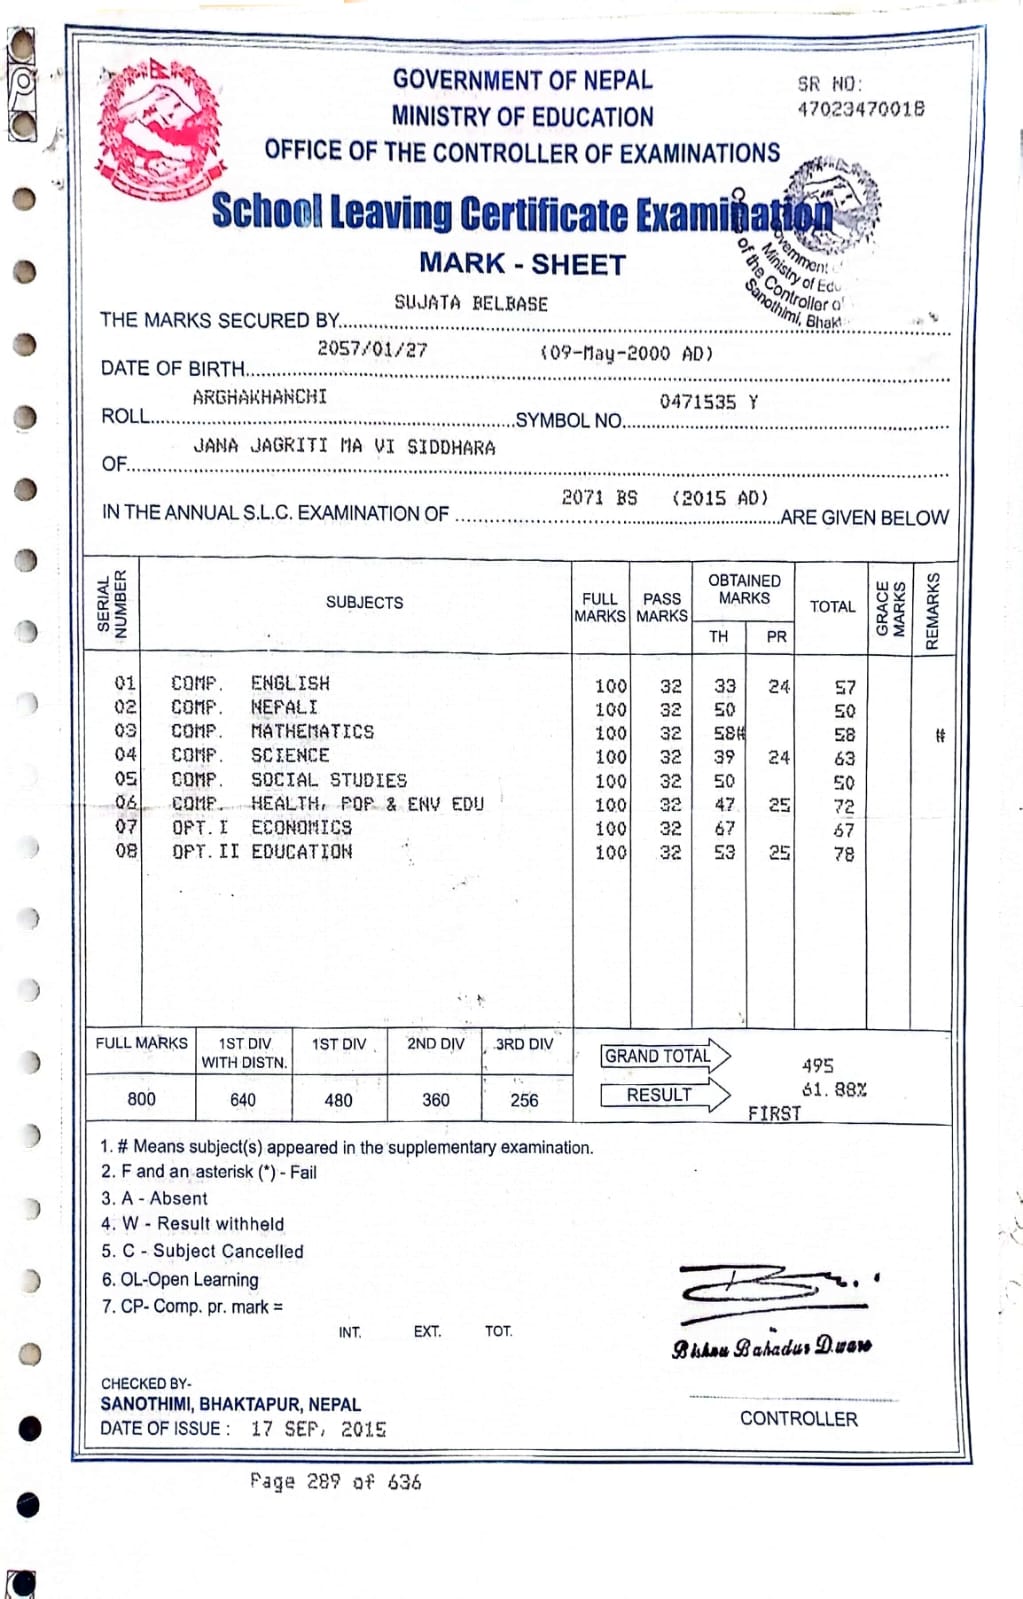 GOVERNMENT OF NEPAL
SR NO:
MINISTRY OF EDUCATION
47023470018
OFFICE OF THE CONTROLLER OF EXAMINATIONS
School Leaving Certificate Examination
MARK - SHEET
Government
Ministry of Edu
of the Controller o
Sanothimi, Bhakt
THE MARKS SECURED BY SUJATA BELBASE
DATE OF BIRTH 2057/01/27 (09-May-2000 AD)
ROLL ARGHAKHANCHI SYMBOL NO. 0471535 Y
OF JANA JAGRITI MA VI SIDDHARA
IN THE ANNUAL S.L.C. EXAMINATION OF 2071 BS (2015 AD) ARE GIVEN BELOW
SERIAL NUMBER SUBJECTS FULL MARKS PASS MARKS OBTAINED MARKS TH PR TOTAL GRACE MARKS REMARKS
01 COMP. ENGLISH 100 32 33 24 57
02 COMP. NEPALI 100 32 50 50
03 COMP. MATHEMATICS 100 32 58# 58 #
04 COMP. SCIENCE 100 32 39 24 63
05 COMP. SOCIAL STUDIES 100 32 50 50
06 COMP. HEALTH, POP & ENV EDU 100 32 47 25 72
07 OPT. I ECONOMICS 100 32 67 67
08 OPT. II EDUCATION 100 32 53 25 78
FULL MARKS 1ST DIV WITH DISTN. 1ST DIV 2ND DIV 3RD DIV
800 640 480 360 256
GRAND TOTAL 495
61.88%
RESULT FIRST
1. # Means subject(s) appeared in the supplementary examination.
2. F and an asterisk (*) - Fail
3. A - Absent
4. W - Result withheld
5. C - Subject Cancelled
6. OL-Open Learning
7. CP- Comp. pr. mark =
INT. EXT. TOT.
Bishnu Bahadur Dware
CHECKED BY-
SANOTHIMI, BHAKTAPUR, NEPAL
CONTROLLER
DATE OF ISSUE : 17 SEP, 2015
Page 289 of 636